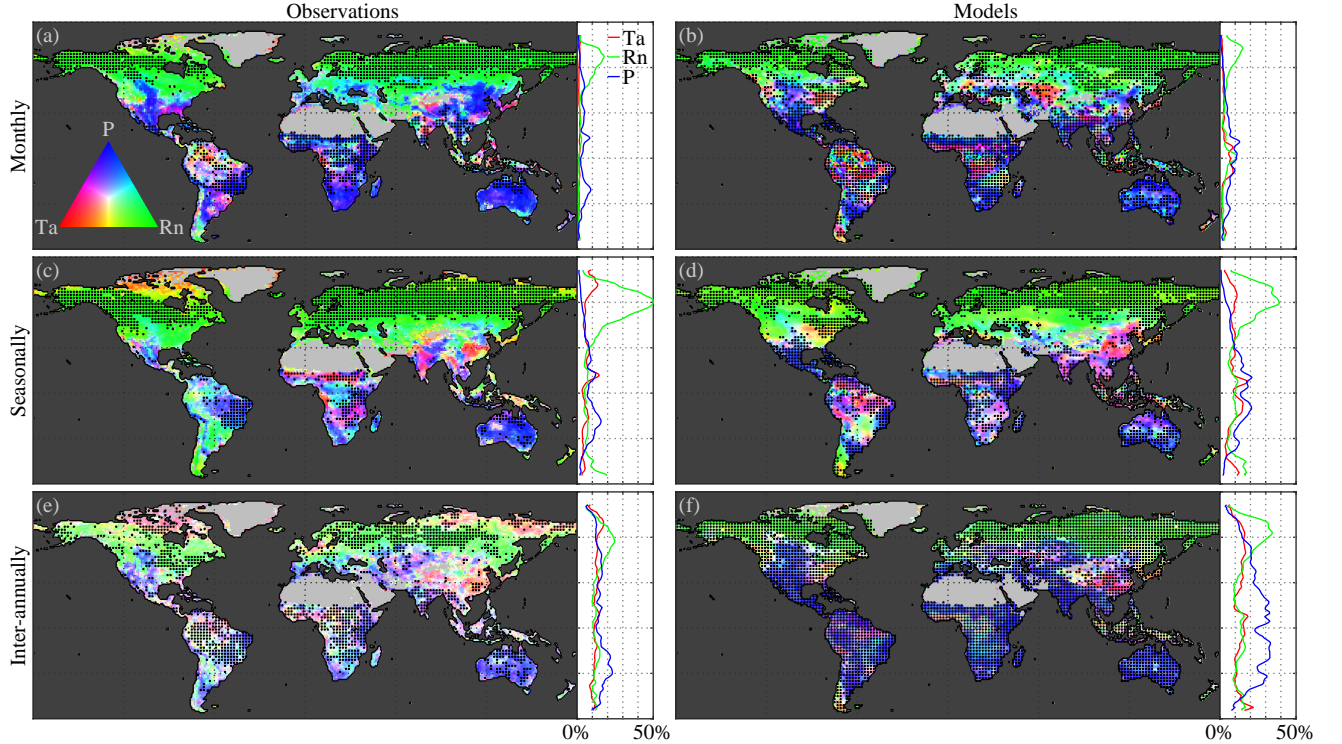 Observations Models
(a) (b)
Ta
Rn
P
P
Ta Rn
Monthly
(c) (d)
Seasonally
(e) (f)
Inter-annually
0% 50% 0% 50%